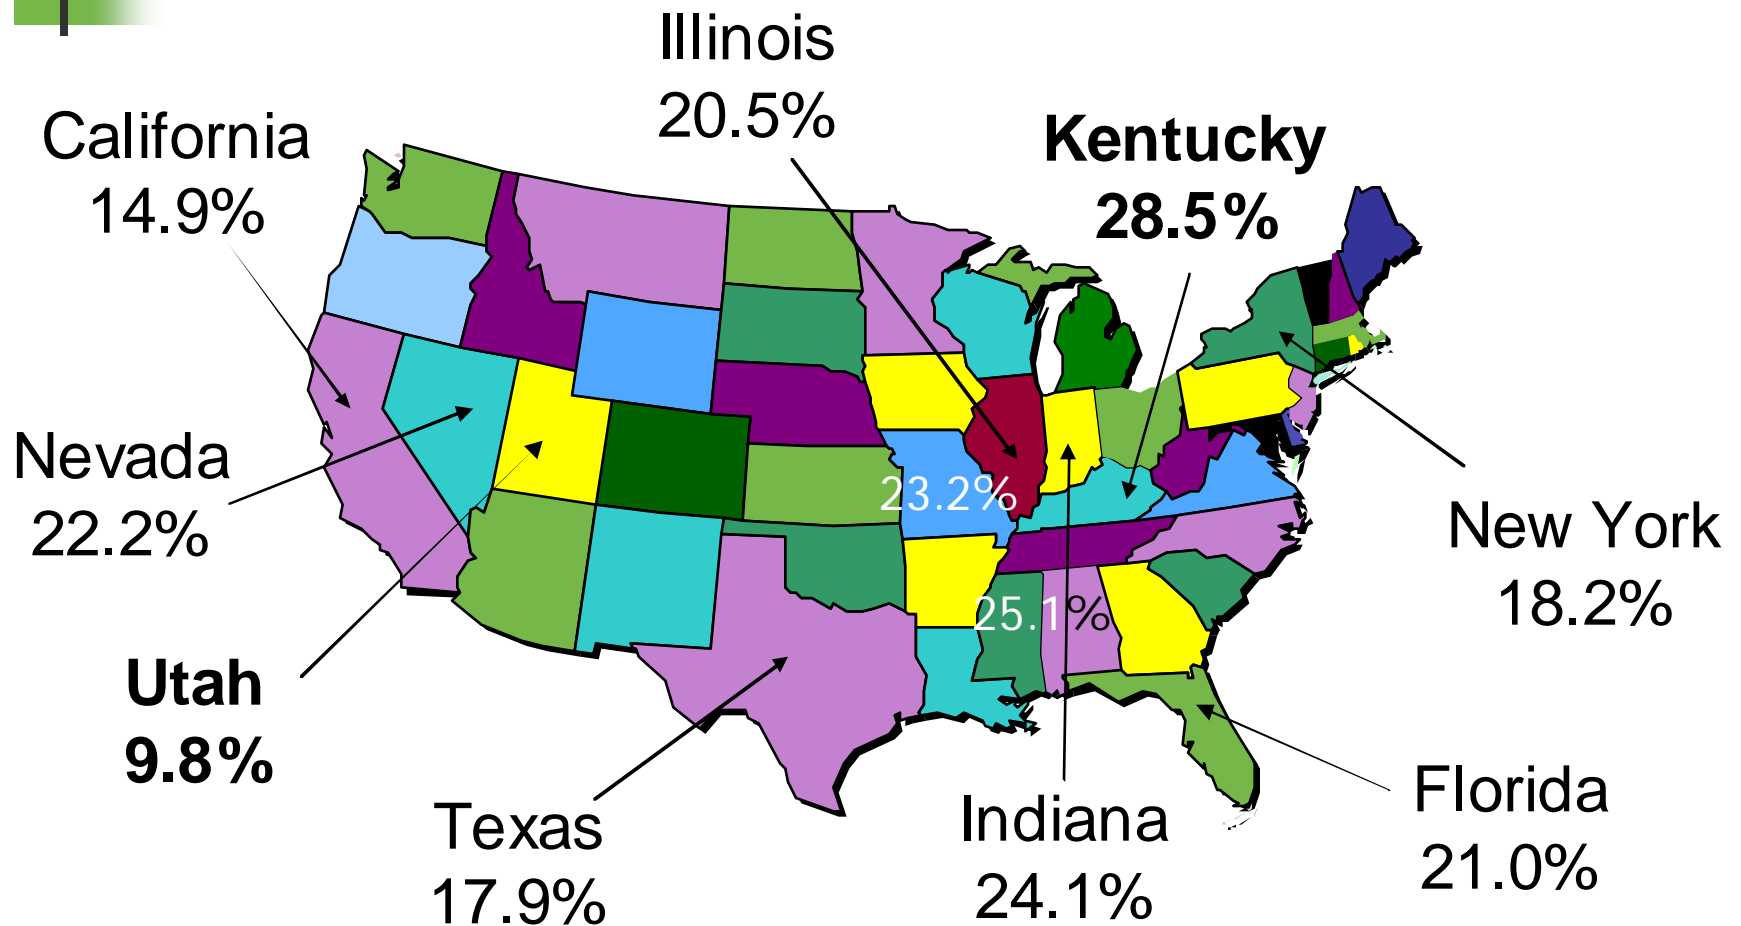 Illinois
20.5%
California
14.9%
Kentucky
28.5%
Nevada
22.2%
23.2%
New York
18.2%
25.1%
Utah
9.8%
Texas
17.9%
Indiana
24.1%
Florida
21.0%